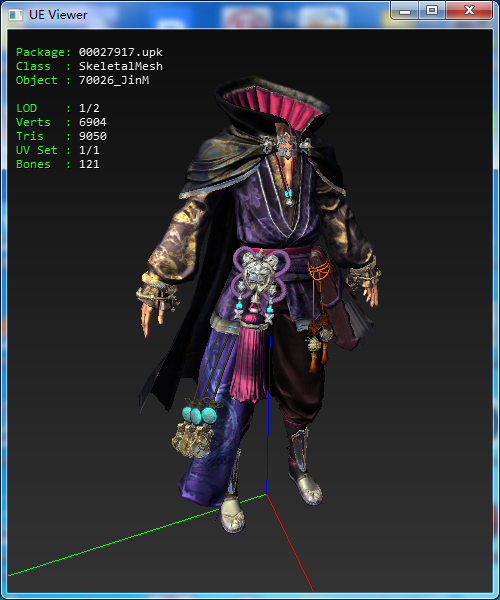 UE Viewer
Package: 00027917.upk
Class : SkeletalMesh
Object : 70026_JinM
LOD : 1/2
Verts : 6904
Tris : 9050
UV Set : 1/1
Bones : 121